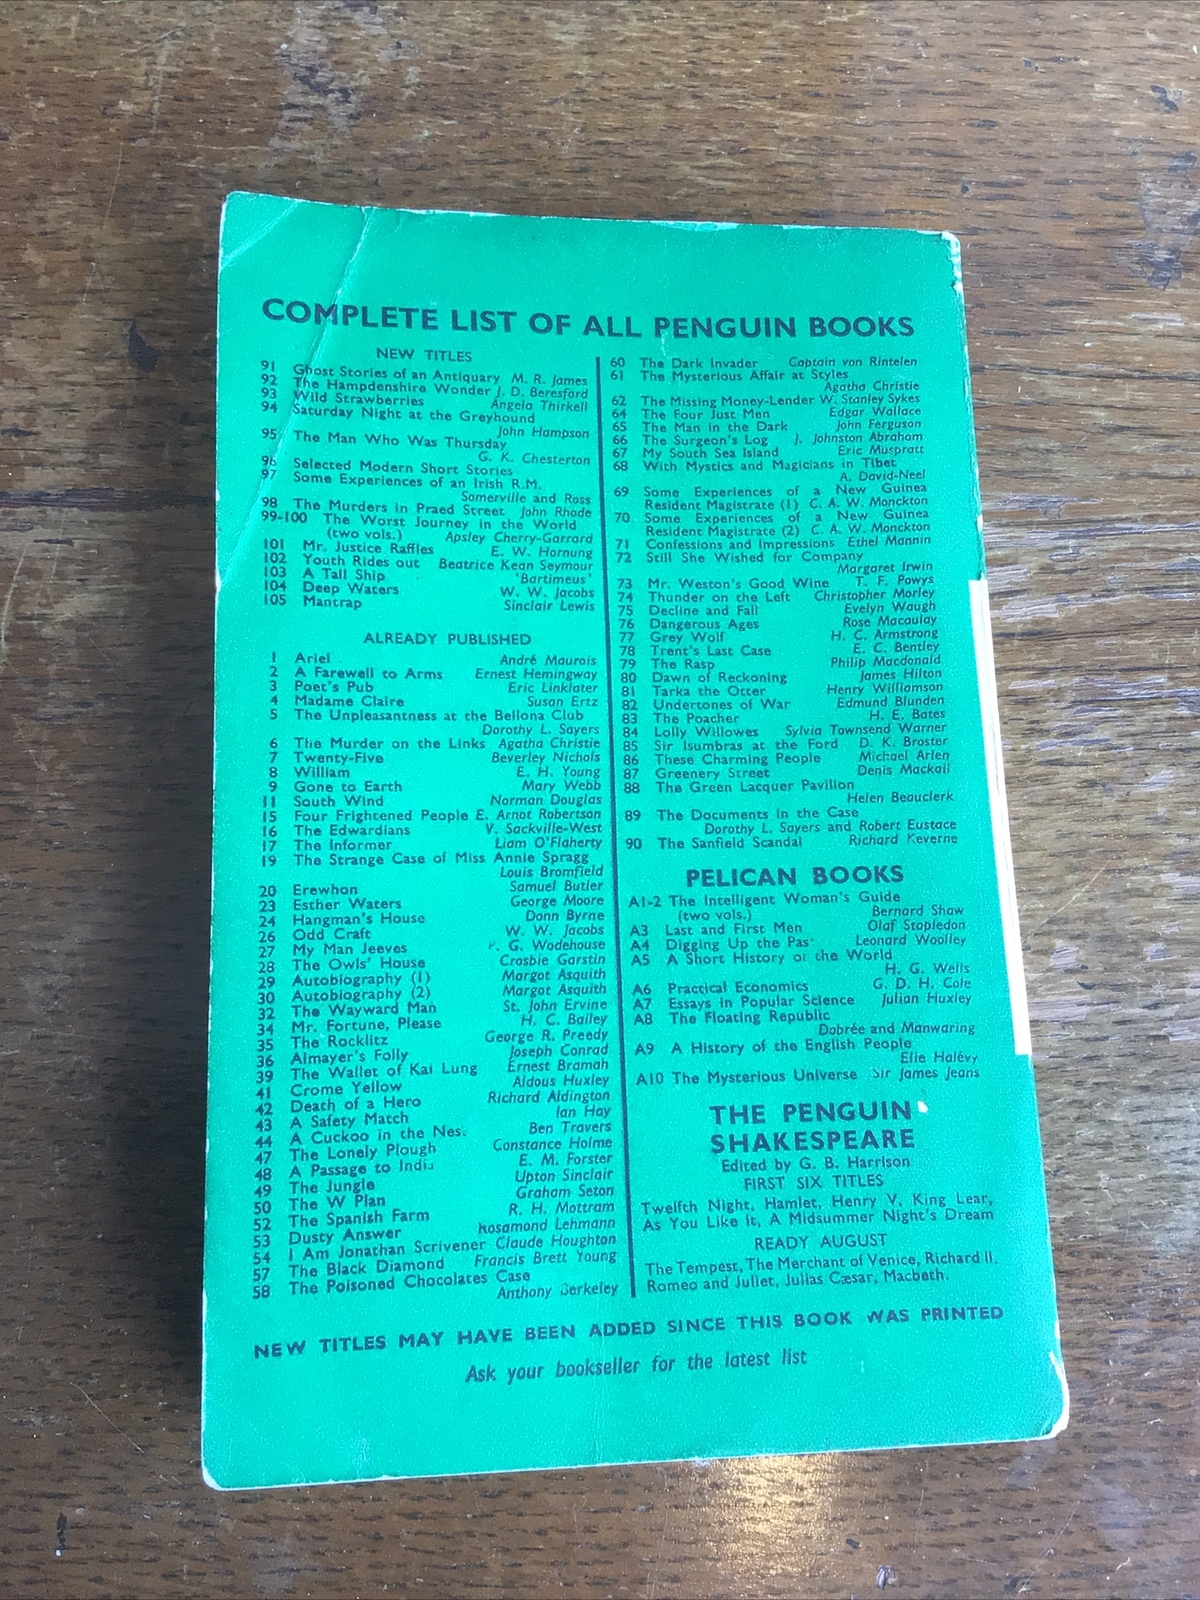 COMPLETE LIST OF ALL PENGUIN BOOKS
NEW TITLES
91 Ghost Stories of an Antiquary M. R. James
92 The Hampdenshire Wonder J. D. Beresford
93 Wild Strawberries Angela Thirkell
94 Saturday Night at the Greyhound
John Hampson
95 The Man Who Was Thursday
G. K. Chesterton
96 Selected Modern Short Stories
97 Some Experiences of an Irish R.M.
Somerville and Ross
98 The Murders in Praed Street John Rhode
99-100 The Worst Journey in the World
(two vols.) Apsley Cherry-Garrard
101 Mr. Justice Raffles E. W. Hornung
102 Youth Rides out Beatrice Kean Seymour
103 A Tall Ship 'Bartimeus'
104 Deep Waters W. W. Jacobs
105 Mantrap Sinclair Lewis
ALREADY PUBLISHED
1 Ariel André Maurois
2 A Farewell to Arms Ernest Hemingway
3 Poet's Pub Eric Linklater
4 Madame Claire Susan Ertz
5 The Unpleasantness at the Bellona Club
Dorothy L. Sayers
6 The Murder on the Links Agatha Christie
7 Twenty-Five Beverley Nichols
8 William E. H. Young
9 Gone to Earth Mary Webb
11 South Wind Norman Douglas
15 Four Frightened People E. Arnot Robertson
16 The Edwardians V. Sackville-West
17 The Informer Liam O'Flaherty
19 The Strange Case of Miss Annie Spragg
Louis Bromfield
20 Erewhon Samuel Butler
23 Esther Waters George Moore
24 Hangman's House Donn Byrne
26 Odd Craft W. W. Jacobs
27 My Man Jeeves P. G. Wodehouse
28 The Owls' House Crosbie Garstin
29 Autobiography (1) Margot Asquith
30 Autobiography (2) Margot Asquith
32 The Wayward Man St. John Ervine
34 Mr. Fortune, Please H. C. Bailey
35 The Rocklitz George R. Preedy
36 Almayer's Folly Joseph Conrad
39 The Wallet of Kai Lung Ernest Bramah
41 Crome Yellow Aldous Huxley
42 Death of a Hero Richard Aldington
43 A Safety Match Ian Hay
44 A Cuckoo in the Nest Ben Travers
47 The Lonely Plough Constance Holme
48 A Passage to India E. M. Forster
49 The Jungle Upton Sinclair
50 The W Plan Graham Seton
52 The Spanish Farm R. H. Mottram
53 Dusty Answer Rosamond Lehmann
54 I Am Jonathan Scrivener Claude Houghton
57 The Black Diamond Francis Brett Young
58 The Poisoned Chocolates Case
Anthony Berkeley
60 The Dark Invader Captain von Rintelen
61 The Mysterious Affair at Styles
Agatha Christie
62 The Missing Money-Lender W. Stanley Sykes
64 The Four Just Men Edgar Wallace
65 The Man in the Dark John Ferguson
66 The Surgeon's Log J. Johnston Abraham
67 My South Sea Island Eric Muspratt
68 With Mystics and Magicians in Tibet
A. David-Neel
69 Some Experiences of a New Guinea
Resident Magistrate (1) C. A. W. Monckton
70 Some Experiences of a New Guinea
Resident Magistrate (2) C. A. W. Monckton
71 Confessions and Impressions Ethel Mannin
72 Still She Wished for Company
Margaret Irwin
73 Mr. Weston's Good Wine T. F. Powys
74 Thunder on the Left Christopher Morley
75 Decline and Fall Evelyn Waugh
76 Dangerous Ages Rose Macaulay
77 Grey Wolf H. C. Armstrong
78 Trent's Last Case E. C. Bentley
79 The Rasp Philip Macdonald
80 Dawn of Reckoning James Hilton
81 Tarka the Otter Henry Williamson
82 Undertones of War Edmund Blunden
83 The Poacher H. E. Bates
84 Lolly Willowes Sylvia Townsend Warner
85 Sir Isumbras at the Ford D. K. Broster
86 These Charming People Michael Arlen
87 Greenery Street Denis Mackail
88 The Green Lacquer Pavilion
Helen Beauclerk
89 The Documents in the Case
Dorothy L. Sayers and Robert Eustace
90 The Sanfield Scandal Richard Keverne
PELICAN BOOKS
A1-2 The Intelligent Woman's Guide
(two vols.) Bernard Shaw
A3 Last and First Men Olaf Stapledon
A4 Digging Up the Past Leonard Woolley
A5 A Short History of the World
H. G. Wells
A6 Practical Economics G. D. H. Cole
A7 Essays in Popular Science Julian Huxley
A8 The Floating Republic
Dobrée and Manwaring
A9 A History of the English People
Elie Halévy
A10 The Mysterious Universe Sir James Jeans
THE PENGUIN
SHAKESPEARE
Edited by G. B. Harrison
FIRST SIX TITLES
Twelfth Night, Hamlet, Henry V, King Lear,
As You Like it, A Midsummer Night's Dream
READY AUGUST
The Tempest, The Merchant of Venice, Richard II,
Romeo and Juliet, Julias Cæsar, Macbeth.
NEW TITLES MAY HAVE BEEN ADDED SINCE THIS BOOK WAS PRINTED
Ask your bookseller for the latest list